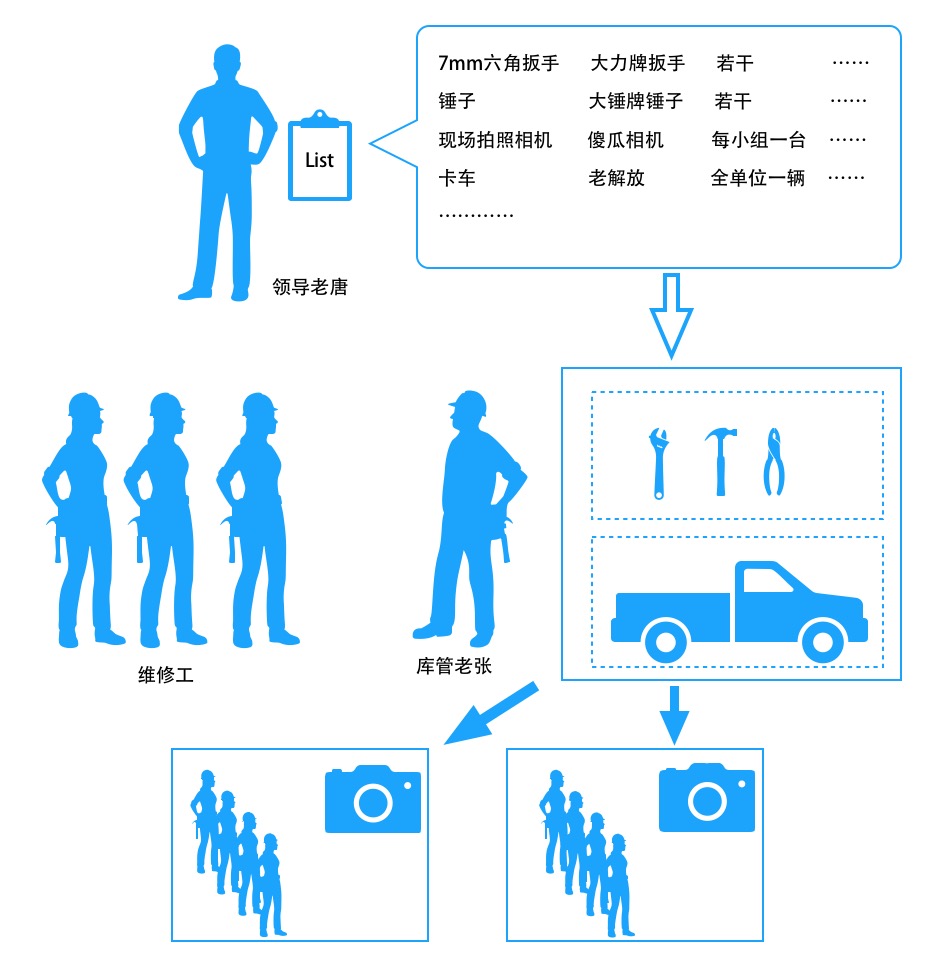 7mm六角扳手 大力牌扳手 若干 ……
锤子 大锤牌锤子 若干 ……
现场拍照相机 傻瓜相机 每小组一台 ……
卡车 老解放 全单位一辆 ……
…………
List
领导老唐
维修工
库管老张